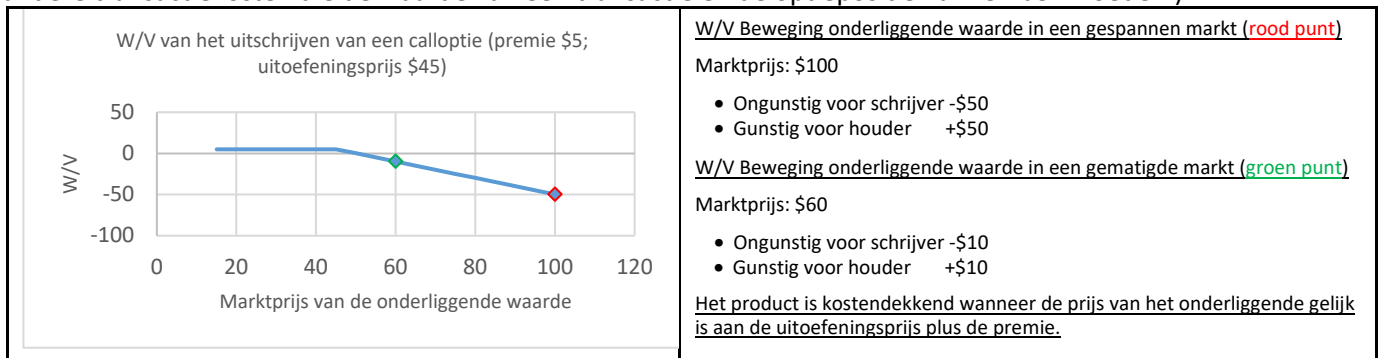 W/V van het uitschrijven van een calloptie (premie $5;
uitoefeningsprijs $45)
50
0
-50
-100
W/V
0 20 40 60 80 100 120
Marktprijs van de onderliggende waarde
W/V Beweging onderliggende waarde in een gespannen markt (rood punt)
Marktprijs: $100
• Ongunstig voor schrijver -$50
• Gunstig voor houder +$50
W/V Beweging onderliggende waarde in een gematigde markt (groen punt)
Marktprijs: $60
• Ongunstig voor schrijver -$10
• Gunstig voor houder +$10
Het product is kostendekkend wanneer de prijs van het onderliggende gelijk
is aan de uitoefeningsprijs plus de premie.